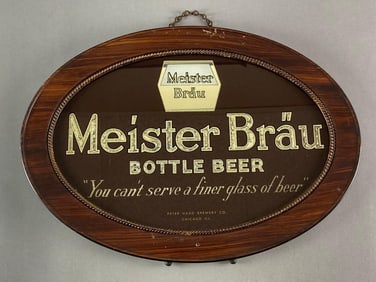 Meister
Bräu
Meister Bräu
BOTTLE BEER
"You cant serve a finer glass of beer"
PETER HAND BREWERY CO.
CHICAGO, ILL.